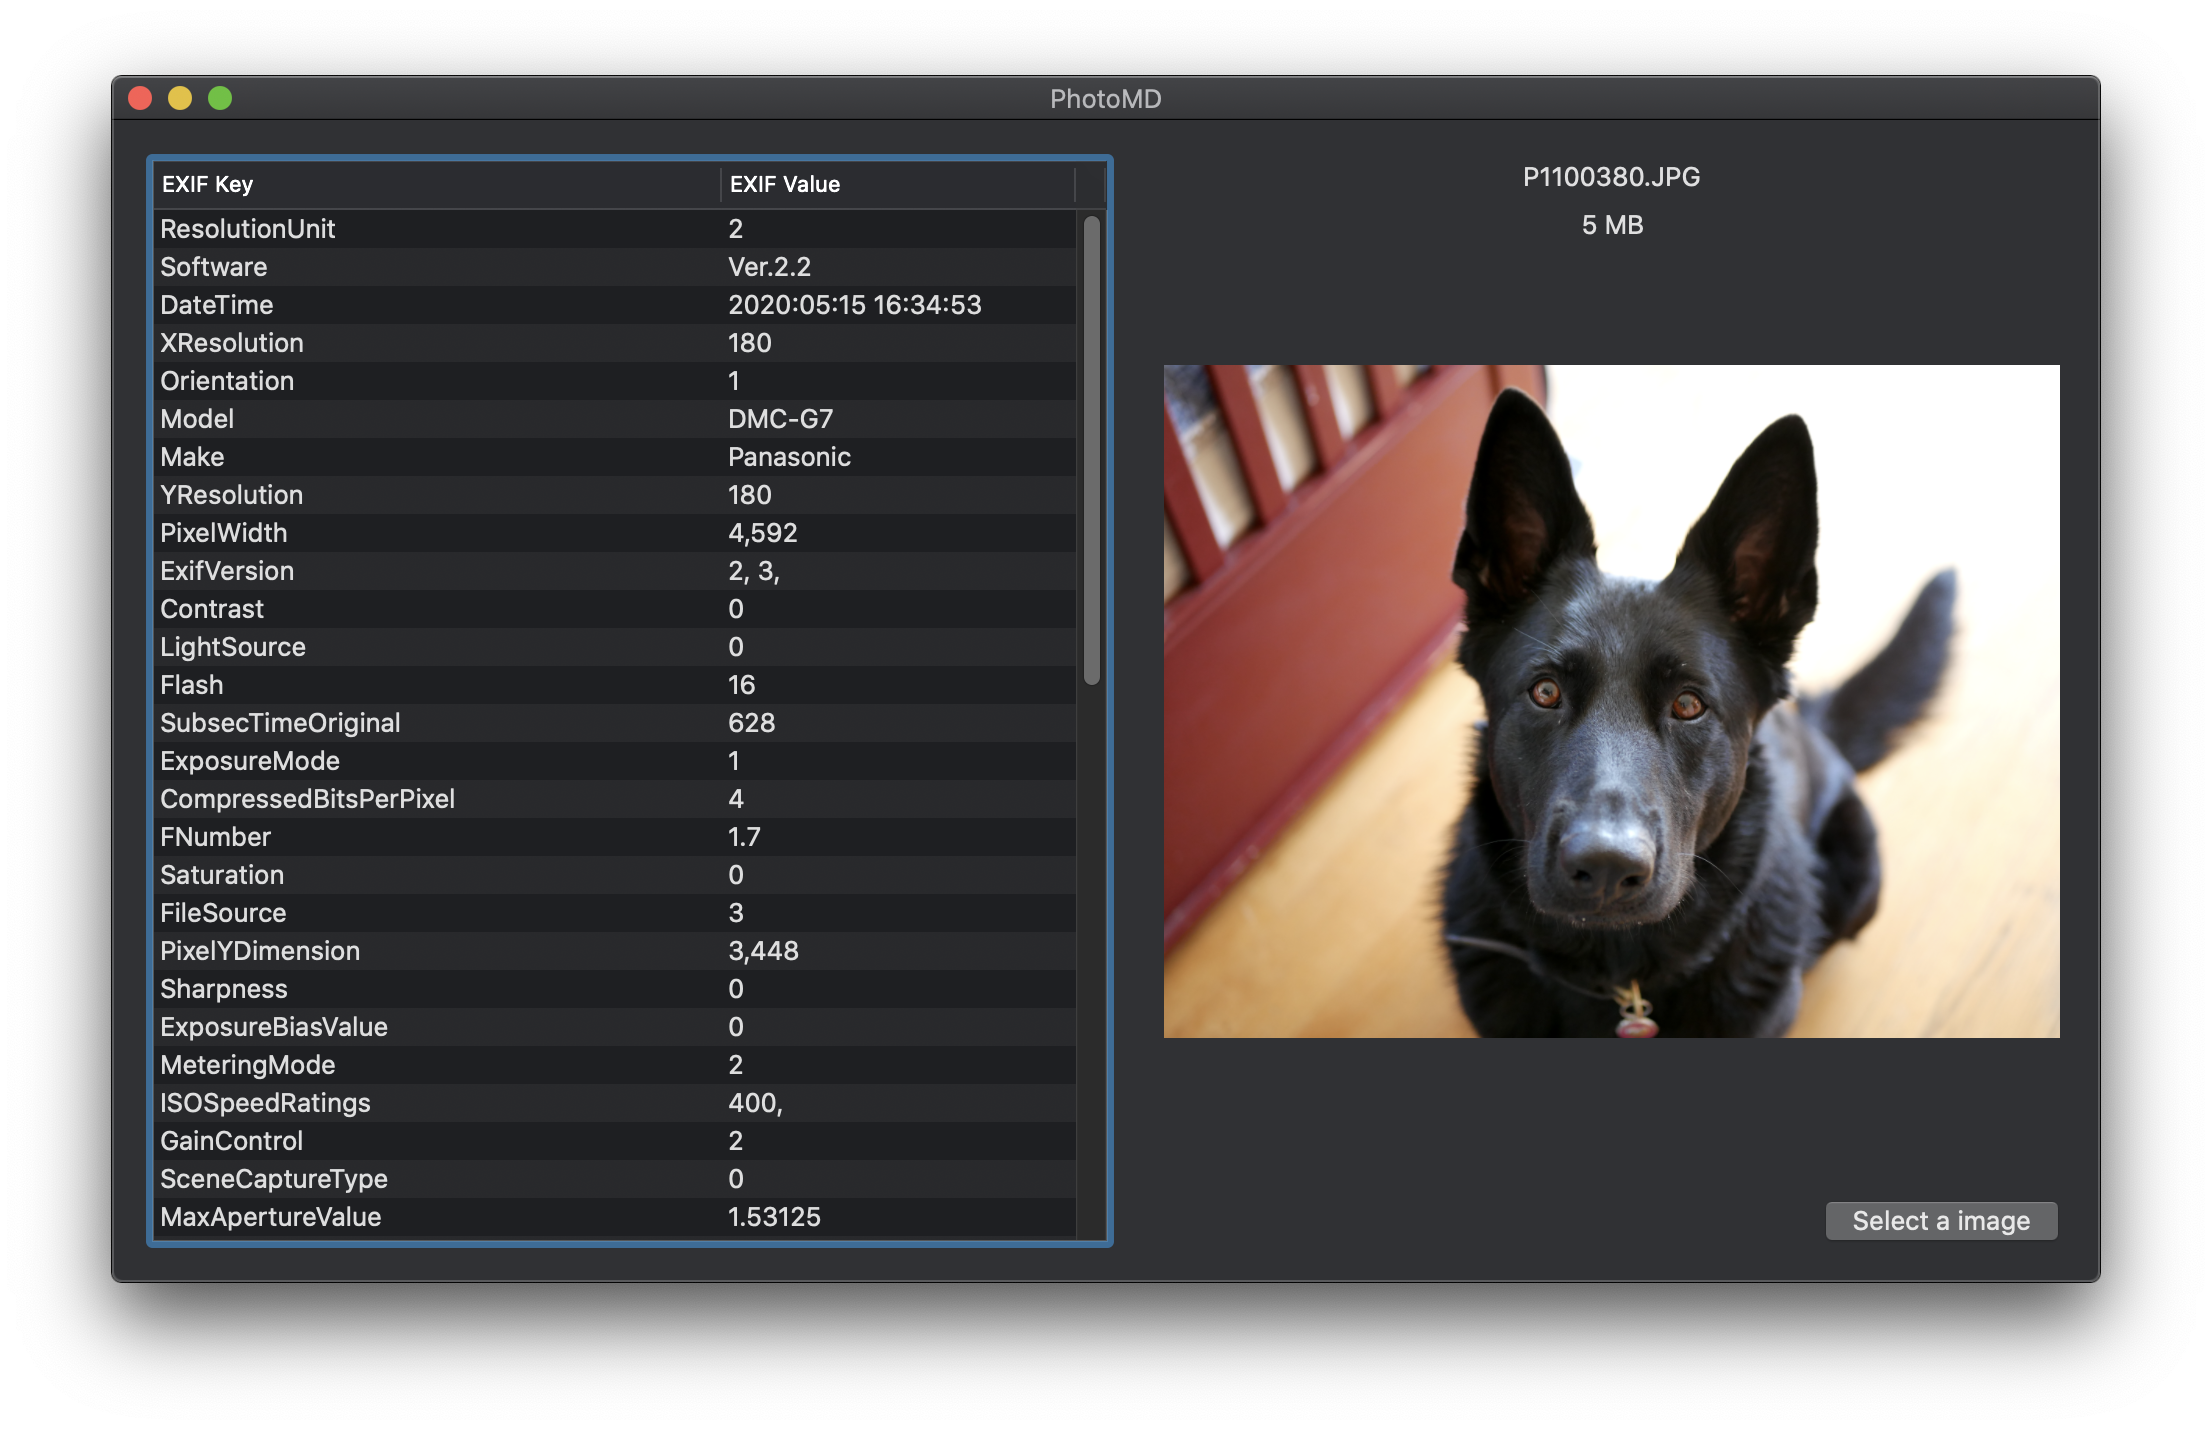 PhotoMD
EXIF Key EXIF Value
ResolutionUnit 2
Software Ver.2.2
DateTime 2020:05:15 16:34:53
XResolution 180
Orientation 1
Model DMC-G7
Make Panasonic
YResolution 180
PixelWidth 4,592
ExifVersion 2, 3,
Contrast 0
LightSource 0
Flash 16
SubsecTimeOriginal 628
ExposureMode 1
CompressedBitsPerPixel 4
FNumber 1.7
Saturation 0
FileSource 3
PixelYDimension 3,448
Sharpness 0
ExposureBiasValue 0
MeteringMode 2
ISOSpeedRatings 400,
GainControl 2
SceneCaptureType 0
MaxApertureValue 1.53125
P1100380.JPG
5 MB
Select a image